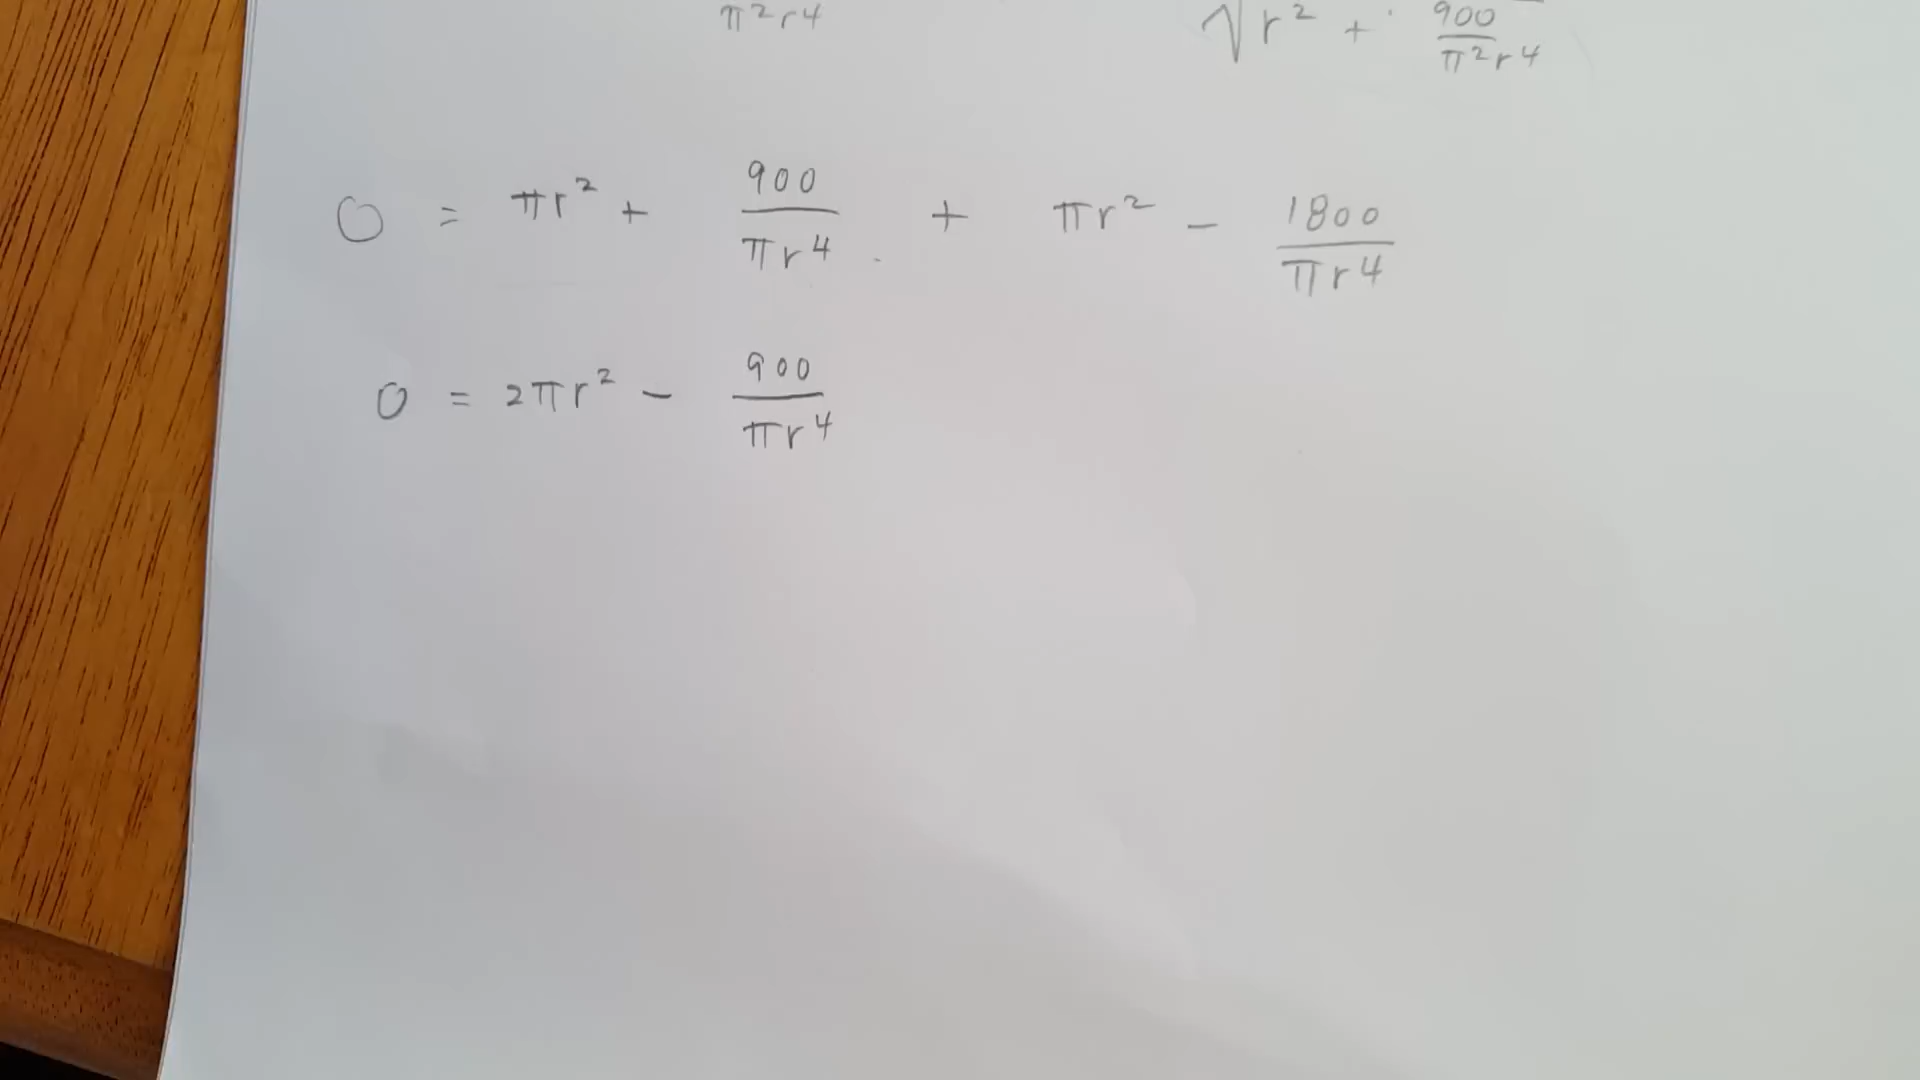 π²r⁴ √r² + 900/π²r⁴
0 = πr² + 900/πr⁴ + πr² - 1800/πr⁴
0 = 2πr² - 900/πr⁴